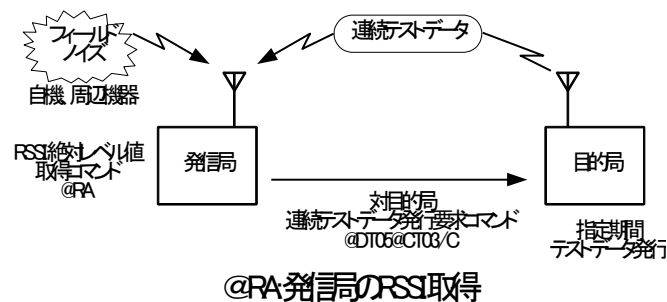 フィールド
ノイズ
自機,周辺機器
連続テストデータ
RSSI絶対レベル値
取得コマンド
@RA
発信局
目的局
対目的局
連続テストデータ発行要求コマンド
@DT05@CT03/C
指定期間
テストデータ発行
@RA:発信局のRSSI取得